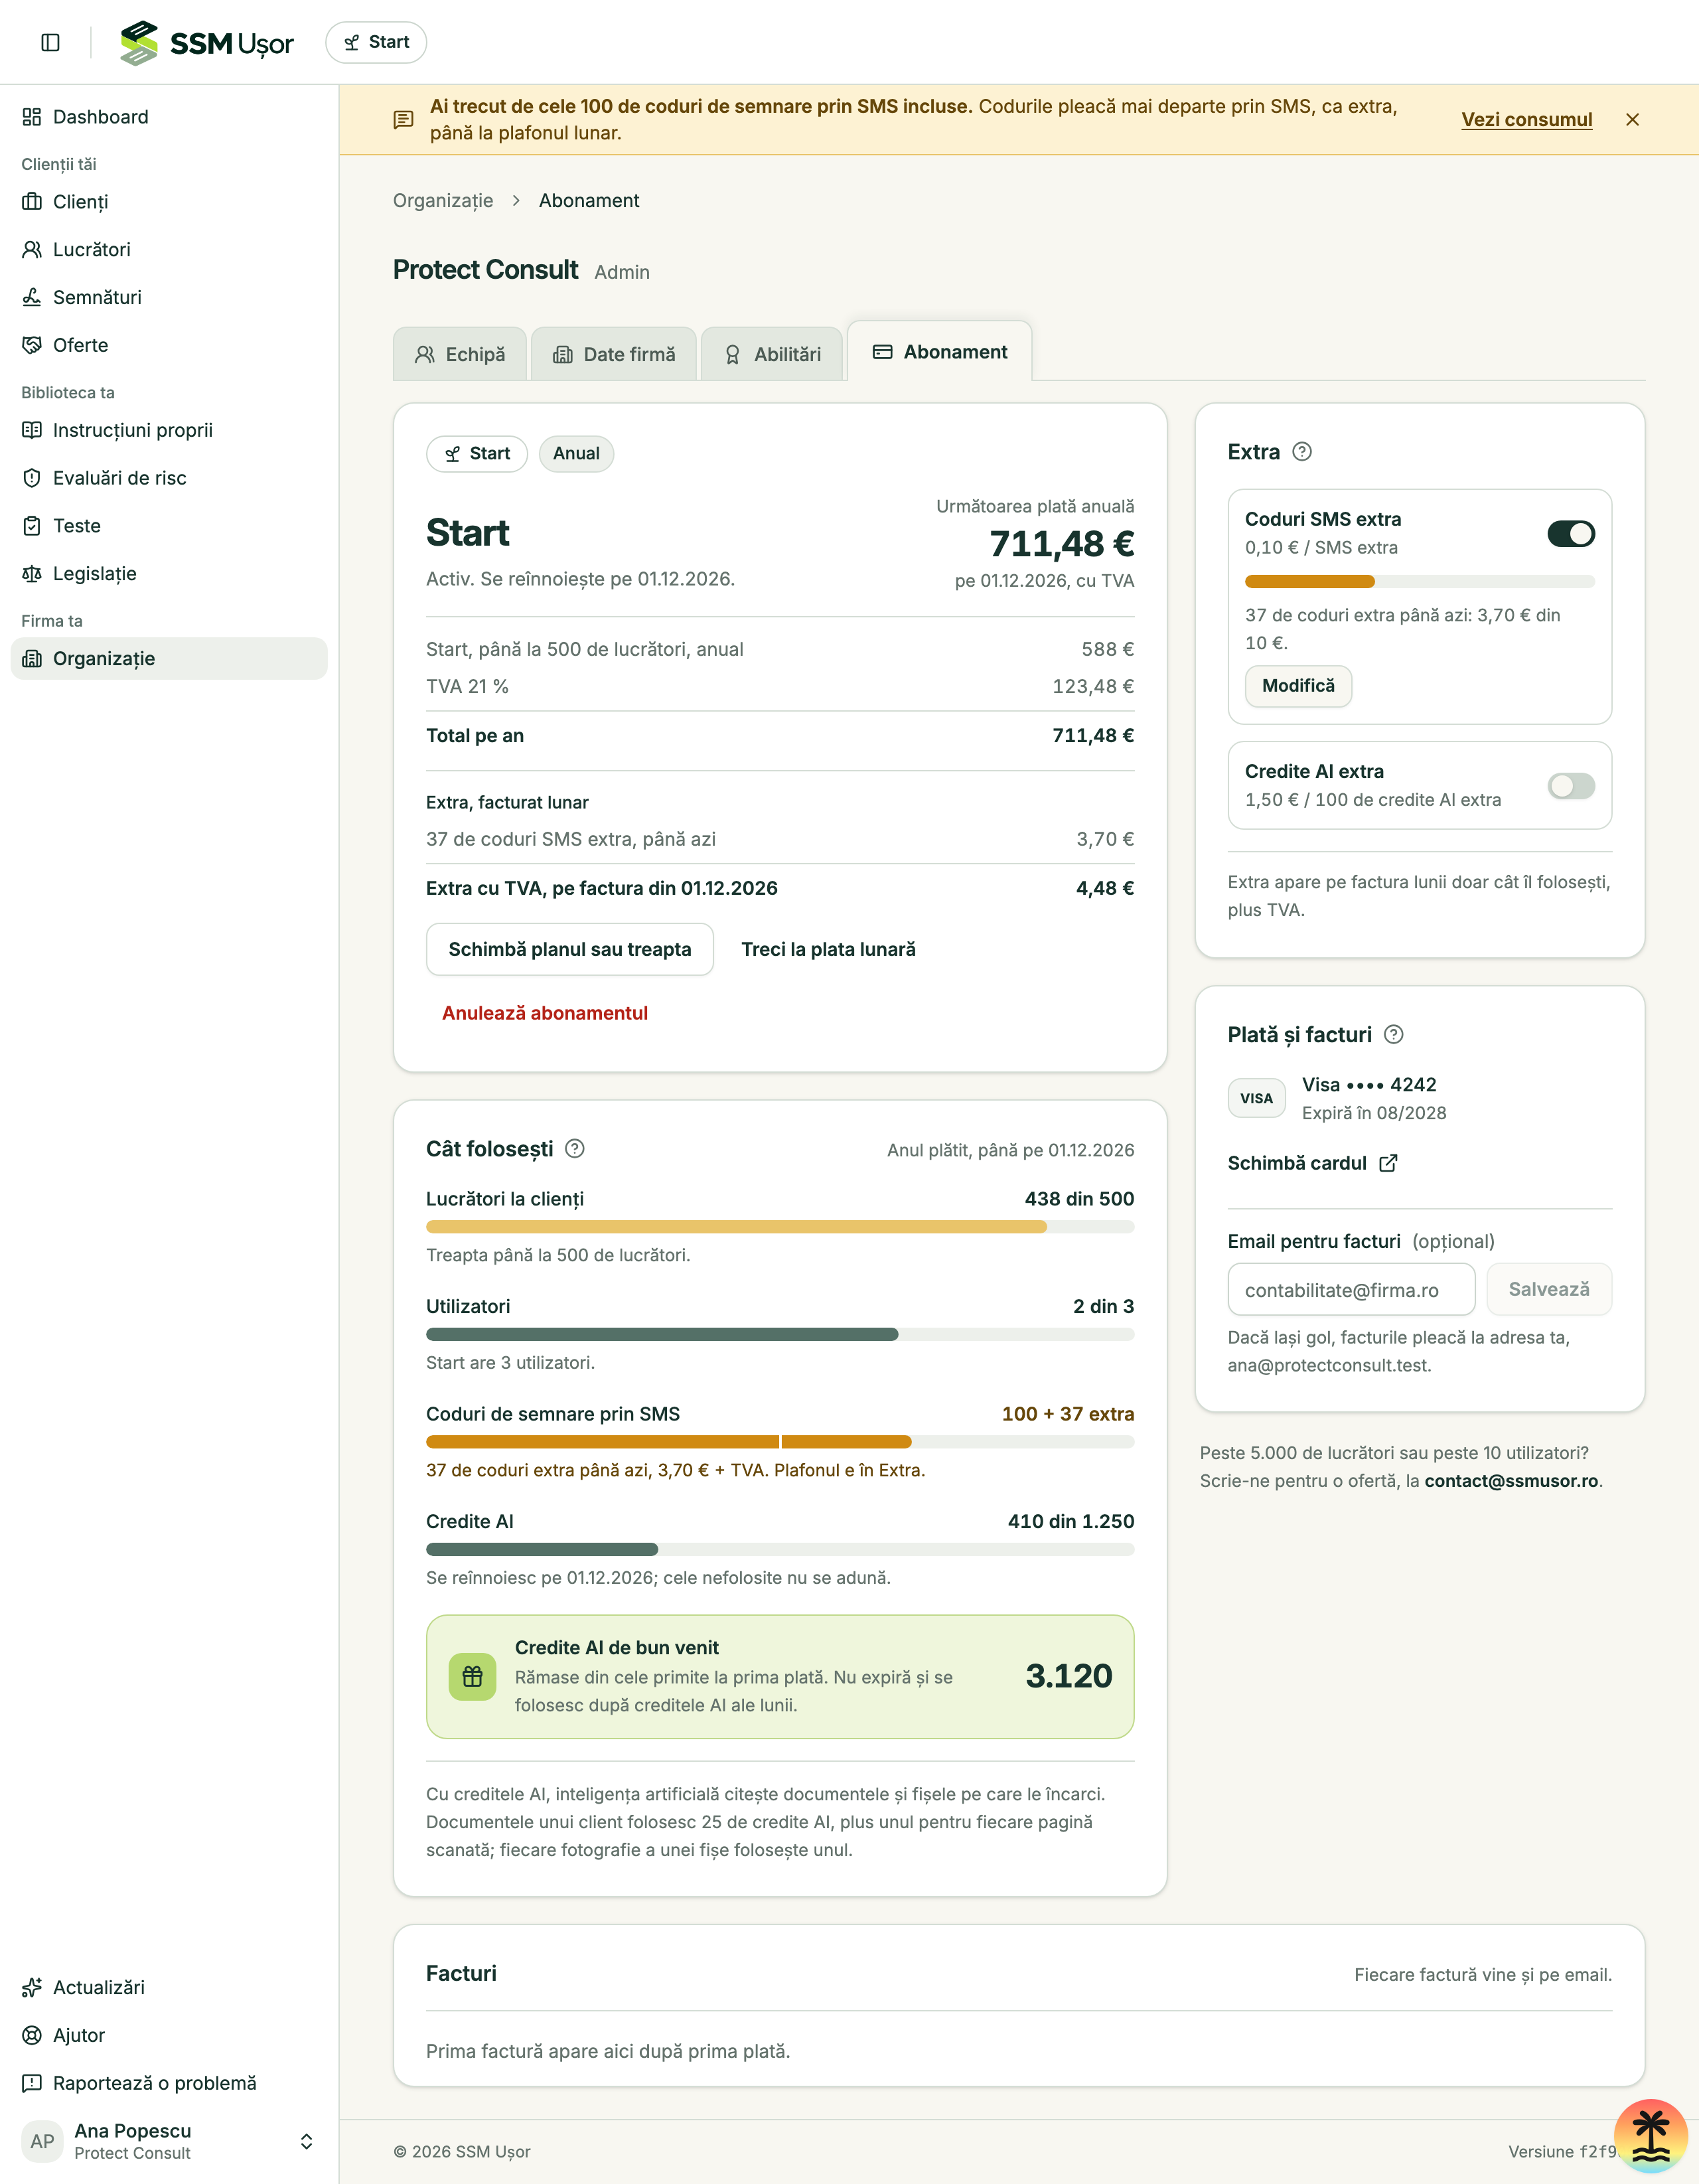 SSM Ușor
Start
Dashboard
Clienții tăi
Clienți
Lucrători
Semnături
Oferte
Biblioteca ta
Instrucțiuni proprii
Evaluări de risc
Teste
Legislație
Firma ta
Organizație
Actualizări
Ajutor
Raportează o problemă
AP
Ana Popescu
Protect Consult
Ai trecut de cele 100 de coduri de semnare prin SMS incluse. Codurile pleacă mai departe prin SMS, ca extra,
până la plafonul lunar.
Vezi consumul
Organizație
Abonament
Protect Consult Admin
Echipă
Date firmă
Abilitări
Abonament
Start
Anual
Start
Activ. Se reînnoiește pe 01.12.2026.
Următoarea plată anuală
711,48 €
pe 01.12.2026, cu TVA
Start, până la 500 de lucrători, anual 588 €
TVA 21 % 123,48 €
Total pe an 711,48 €
Extra, facturat lunar
37 de coduri SMS extra, până azi 3,70 €
Extra cu TVA, pe factura din 01.12.2026 4,48 €
Schimbă planul sau treapta
Treci la plata lunară
Anulează abonamentul
Cât folosești
Anul plătit, până pe 01.12.2026
Lucrători la clienți 438 din 500
Treapta până la 500 de lucrători.
Utilizatori 2 din 3
Start are 3 utilizatori.
Coduri de semnare prin SMS 100 + 37 extra
37 de coduri extra până azi, 3,70 € + TVA. Plafonul e în Extra.
Credite AI 410 din 1.250
Se reînnoiesc pe 01.12.2026; cele nefolosite nu se adună.
Credite AI de bun venit
Rămase din cele primite la prima plată. Nu expiră și se
folosesc după creditele AI ale lunii.
3.120
Cu creditele AI, inteligența artificială citește documentele și fișele pe care le încarci.
Documentele unui client folosesc 25 de credite AI, plus unul pentru fiecare pagină
scanată; fiecare fotografie a unei fișe folosește unul.
Extra
Coduri SMS extra
0,10 € / SMS extra
37 de coduri extra până azi: 3,70 € din
10 €.
Modifică
Credite AI extra
1,50 € / 100 de credite AI extra
Extra apare pe factura lunii doar cât îl folosești,
plus TVA.
Plată și facturi
VISA
Visa •••• 4242
Expiră în 08/2028
Schimbă cardul
Email pentru facturi (opțional)
contabilitate@firma.ro
Salvează
Dacă lași gol, facturile pleacă la adresa ta,
ana@protectconsult.test.
Peste 5.000 de lucrători sau peste 10 utilizatori?
Scrie-ne pentru o ofertă, la contact@ssmusor.ro.
Facturi
Fiecare factură vine și pe email.
Prima factură apare aici după prima plată.
© 2026 SSM Ușor
Versiune